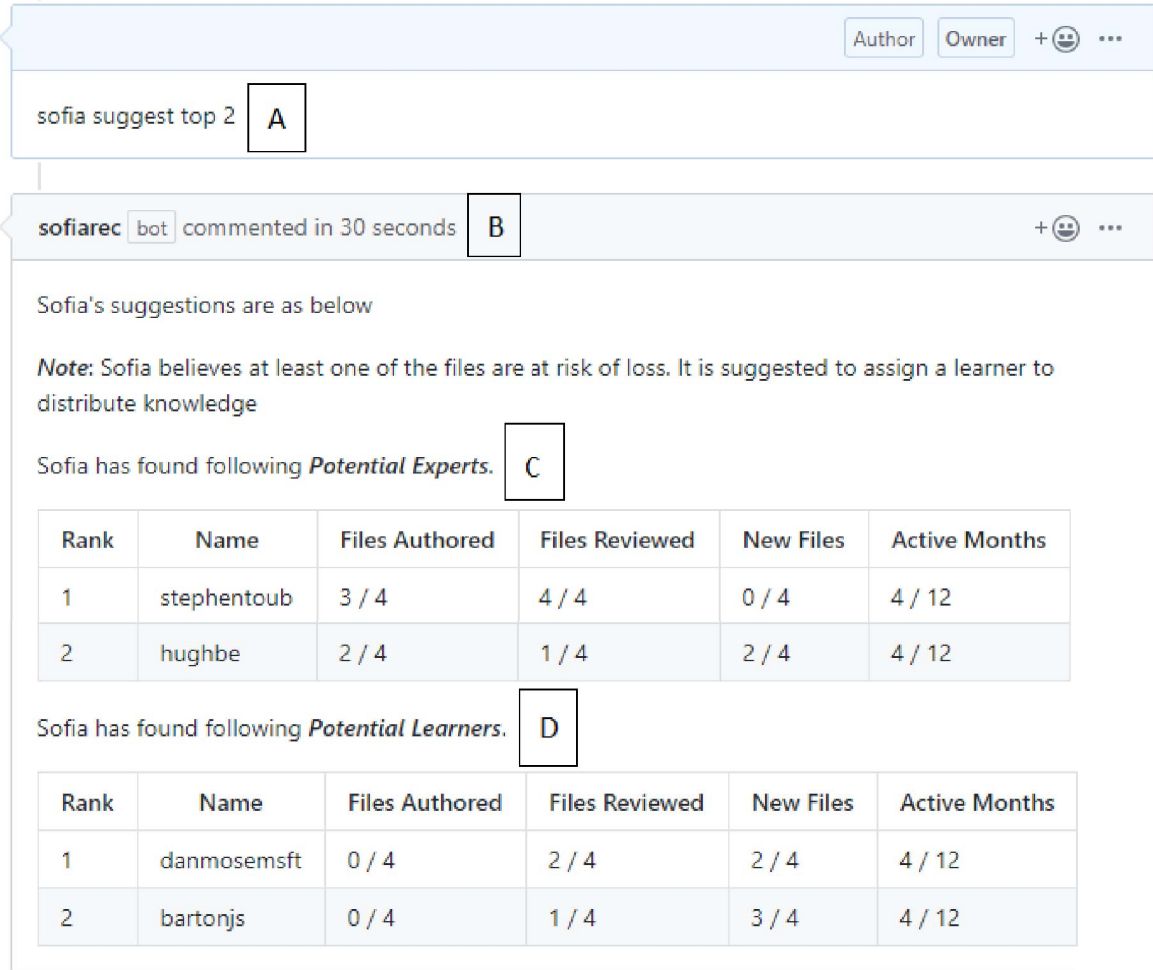 Author Owner + ...
sofia suggest top 2 A
sofiarec bot commented in 30 seconds B + ...
Sofia's suggestions are as below
Note: Sofia believes at least one of the files are at risk of loss. It is suggested to assign a learner to
distribute knowledge
Sofia has found following Potential Experts. C
Rank Name Files Authored Files Reviewed New Files Active Months
1 stephentoub 3 / 4 4 / 4 0 / 4 4 / 12
2 hughbe 2 / 4 1 / 4 2 / 4 4 / 12
Sofia has found following Potential Learners. D
Rank Name Files Authored Files Reviewed New Files Active Months
1 danmosemsft 0 / 4 2 / 4 2 / 4 4 / 12
2 bartonjs 0 / 4 1 / 4 3 / 4 4 / 12